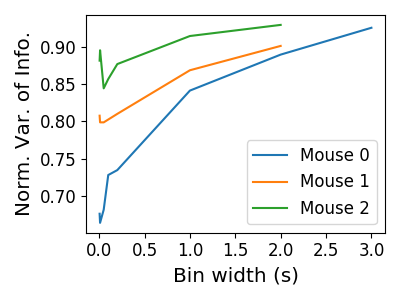 Norm. Var. of Info.
0.90
0.85
0.80
0.75
0.70
Mouse 0
Mouse 1
Mouse 2
0.0 0.5 1.0 1.5 2.0 2.5 3.0
Bin width (s)